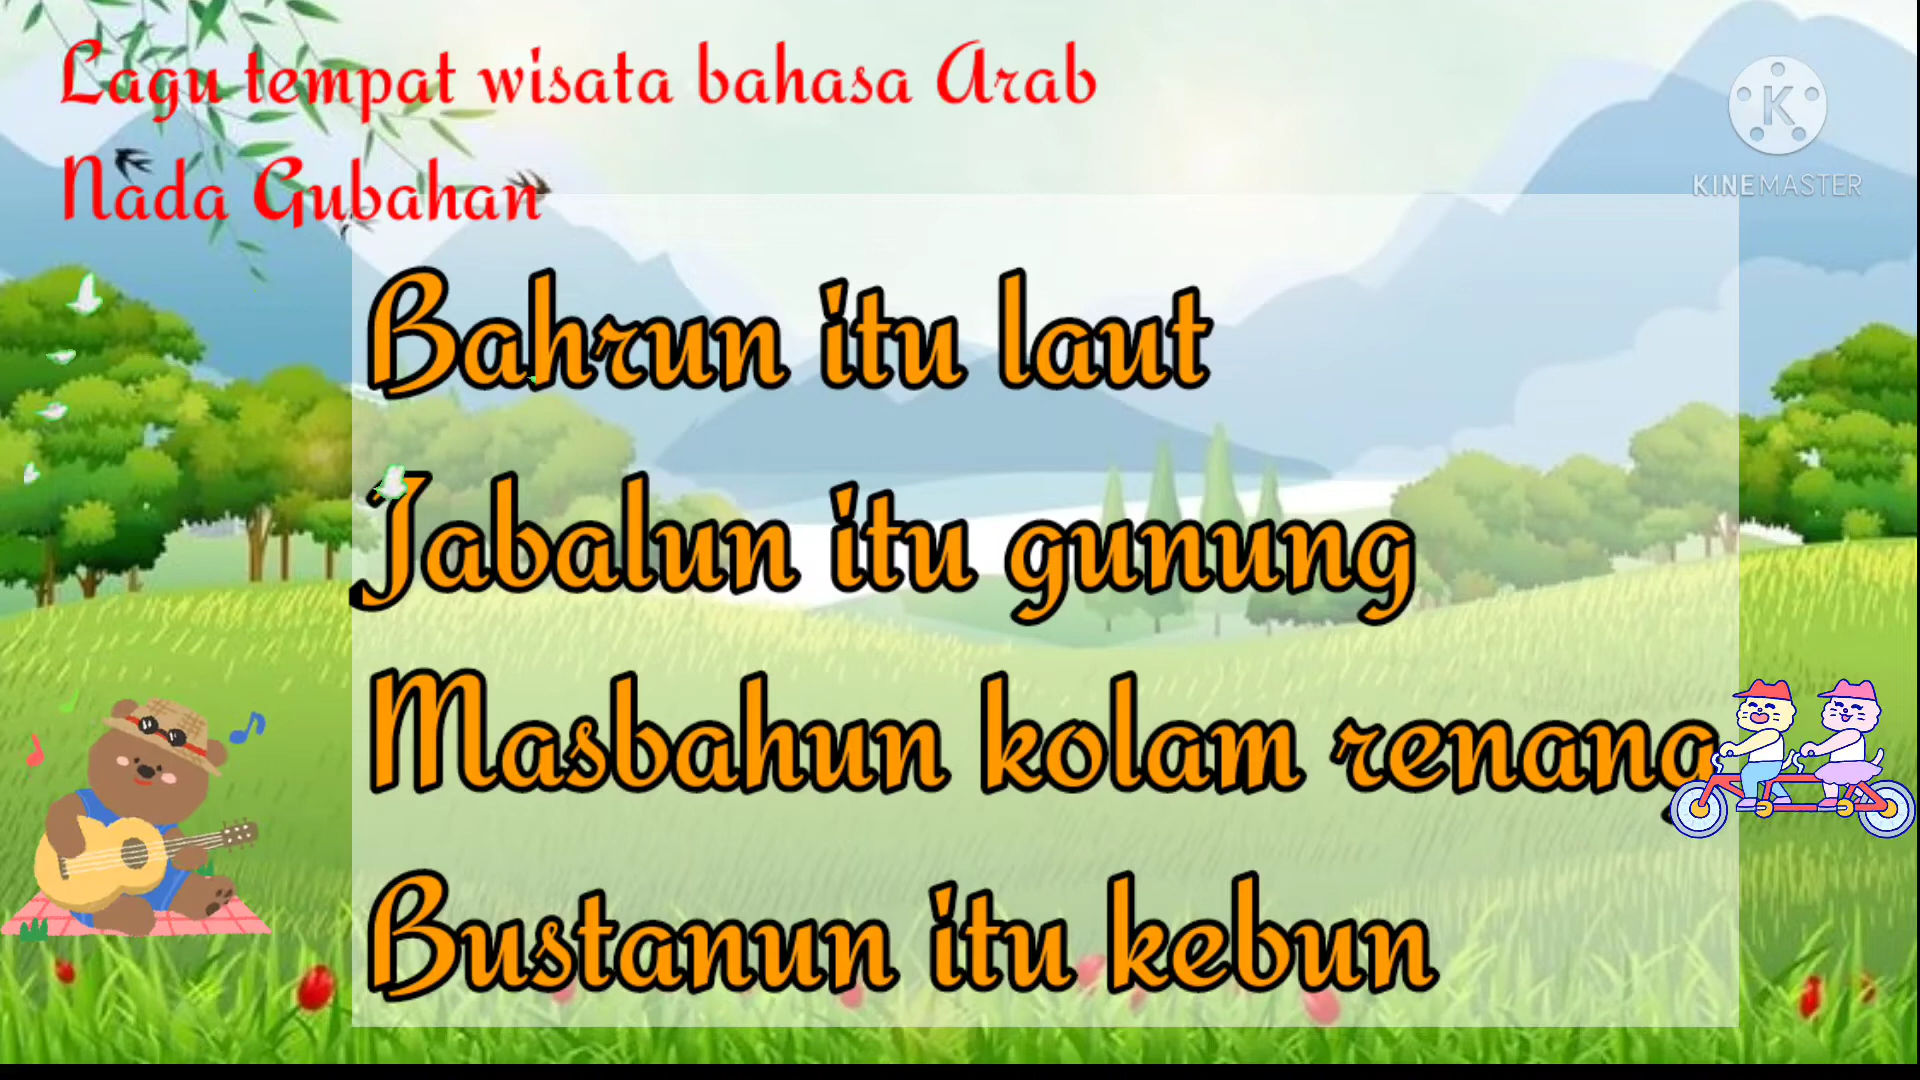 Lagu tempat wisata bahasa Arab
Nada Gubahan
KINEMASTER
Bahrun itu laut
Jabalun itu gunung
Masbahun kolam renang
Bustanun itu kebun